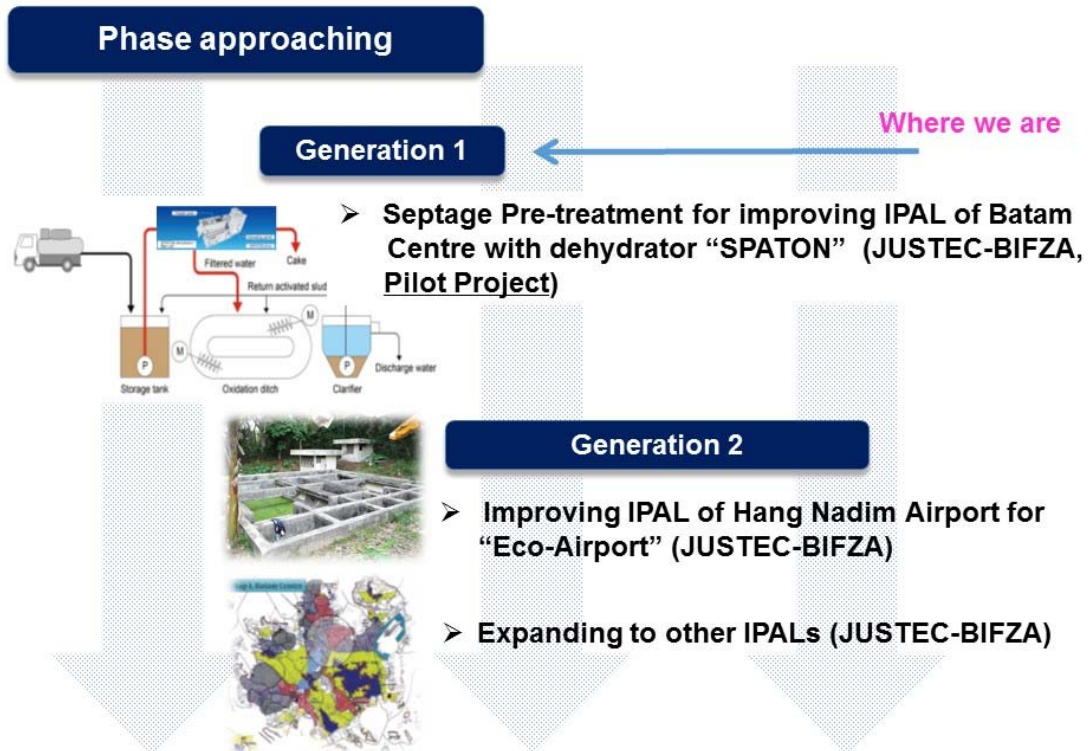 Phase approaching
Where we are
Generation 1
➢ Septage Pre-treatment for improving IPAL of Batam
Centre with dehydrator “SPATON” (JUSTEC-BIFZA,
Pilot Project)
Filtered water
Cake
Return activated slud
M
M
P
P
Discharge water
Storage tank
Oxidation ditch
Clarifier
Generation 2
➢ Improving IPAL of Hang Nadim Airport for
“Eco-Airport” (JUSTEC-BIFZA)
Batam Centre
➢ Expanding to other IPALs (JUSTEC-BIFZA)